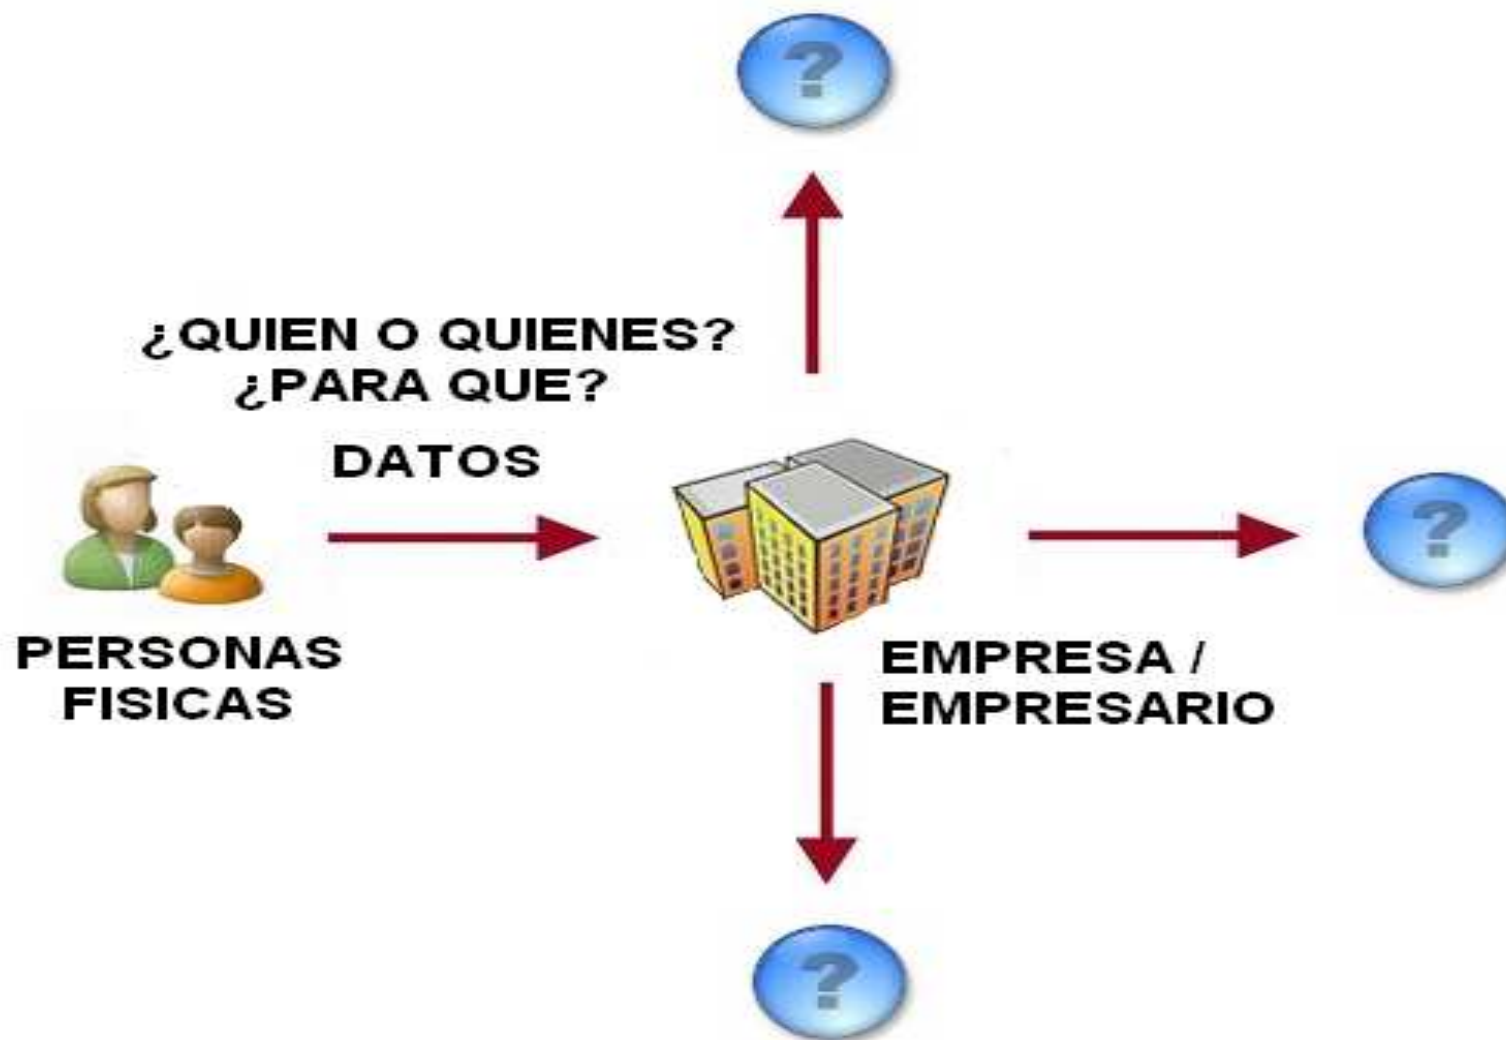 ?
¿QUIEN O QUIENES?
¿PARA QUE?
DATOS
?
PERSONAS
FISICAS
EMPRESA /
EMPRESARIO
?